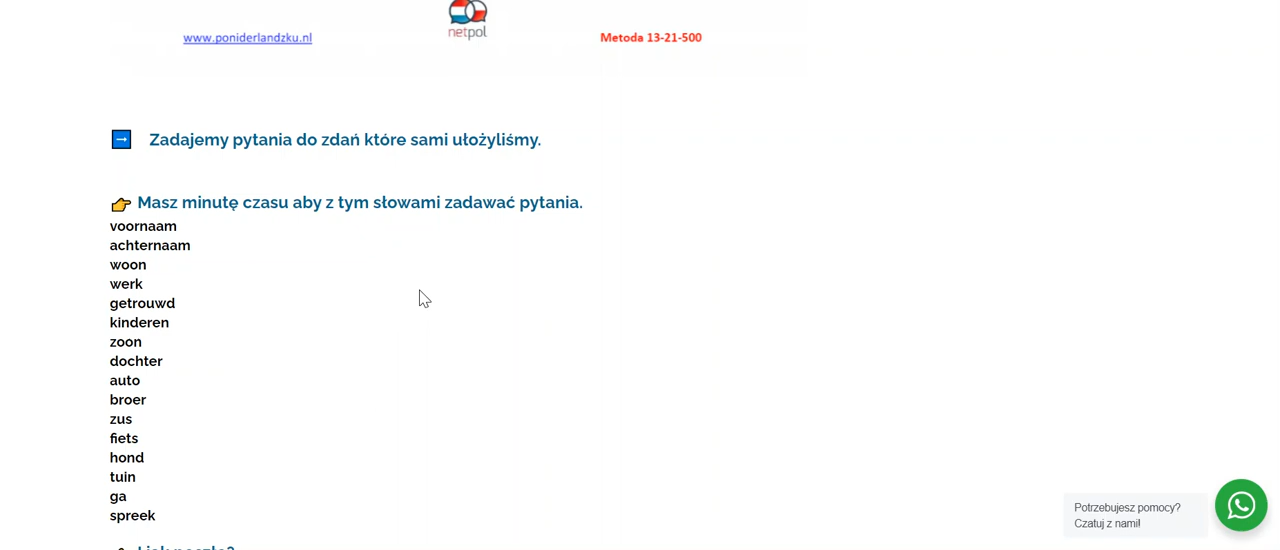 netpol
www.poniderlandzku.nl
Metoda 13-21-500
Zadajemy pytania do zdań które sami ułożyliśmy.
Masz minutę czasu aby z tym słowami zadawać pytania.
voornaam
achternaam
woon
werk
getrouwd
kinderen
zoon
dochter
auto
broer
zus
fiets
hond
tuin
ga
spreek
Potrzebujesz pomocy?
Czatuj z nami!